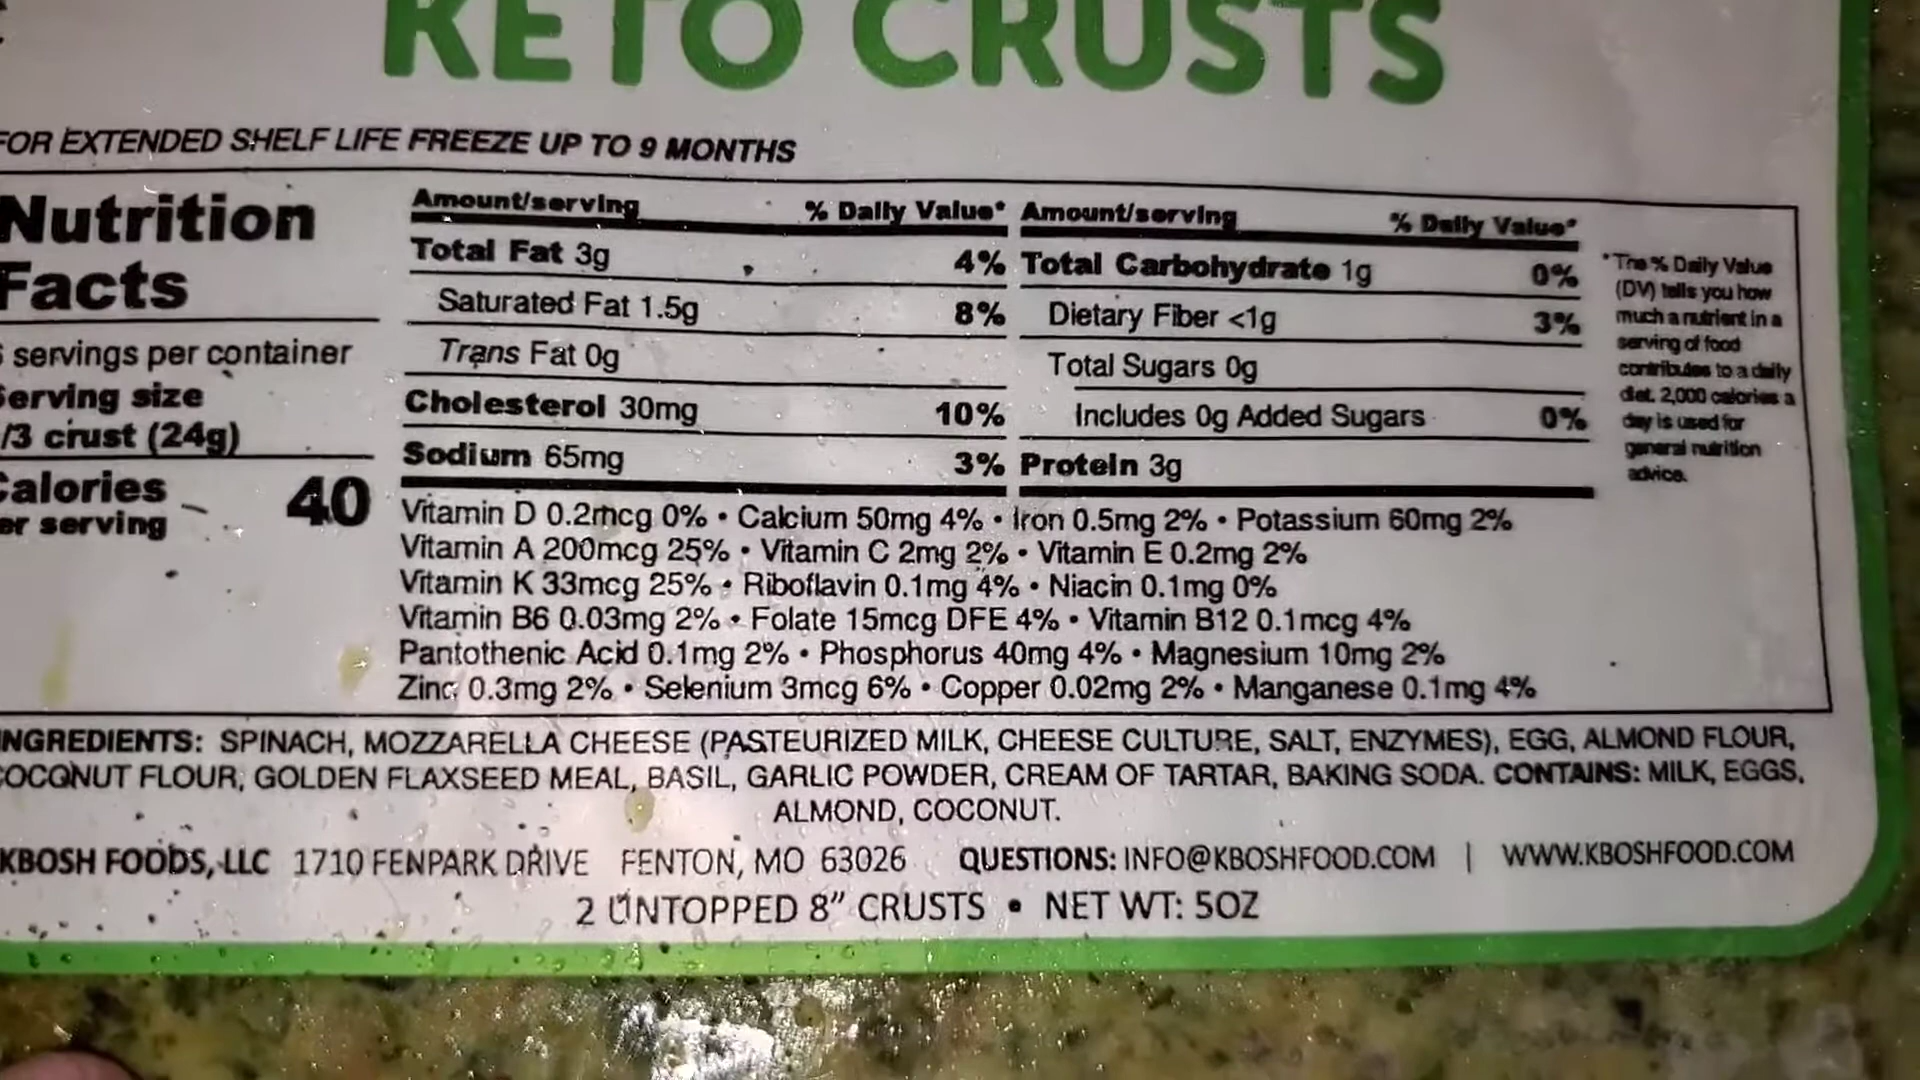 KETO CRUSTS
FOR EXTENDED SHELF LIFE FREEZE UP TO 9 MONTHS
Nutrition
Facts
servings per container
Serving size
/3 crust (24g)
Calories
per serving
40
Amount/serving % Daily Value*
Total Fat 3g 4%
Saturated Fat 1.5g 8%
Trans Fat 0g
Cholesterol 30mg 10%
Sodium 65mg 3%
Amount/serving % Daily Value*
Total Carbohydrate 1g 0%
Dietary Fiber <1g 3%
Total Sugars 0g
Includes 0g Added Sugars 0%
Protein 3g
*The % Daily Value
(DV) tells you how
much a nutrient in a
serving of food
contributes to a daily
diet. 2,000 calories a
day is used for
general nutrition
advice.
Vitamin D 0.2mcg 0% • Calcium 50mg 4% • Iron 0.5mg 2% • Potassium 60mg 2%
Vitamin A 200mcg 25% • Vitamin C 2mg 2% • Vitamin E 0.2mg 2%
Vitamin K 33mcg 25% • Riboflavin 0.1mg 4% • Niacin 0.1mg 0%
Vitamin B6 0.03mg 2% • Folate 15mcg DFE 4% • Vitamin B12 0.1mcg 4%
Pantothenic Acid 0.1mg 2% • Phosphorus 40mg 4% • Magnesium 10mg 2%
Zinc 0.3mg 2% • Selenium 3mcg 6% • Copper 0.02mg 2% • Manganese 0.1mg 4%
INGREDIENTS: SPINACH, MOZZARELLA CHEESE (PASTEURIZED MILK, CHEESE CULTURE, SALT, ENZYMES), EGG, ALMOND FLOUR,
COCONUT FLOUR, GOLDEN FLAXSEED MEAL, BASIL, GARLIC POWDER, CREAM OF TARTAR, BAKING SODA. CONTAINS: MILK, EGGS,
ALMOND, COCONUT.
KBOSH FOODS, LLC 1710 FENPARK DRIVE FENTON, MO 63026 QUESTIONS: INFO@KBOSHFOOD.COM | WWW.KBOSHFOOD.COM
2 UNTOPPED 8" CRUSTS • NET WT: 5OZ